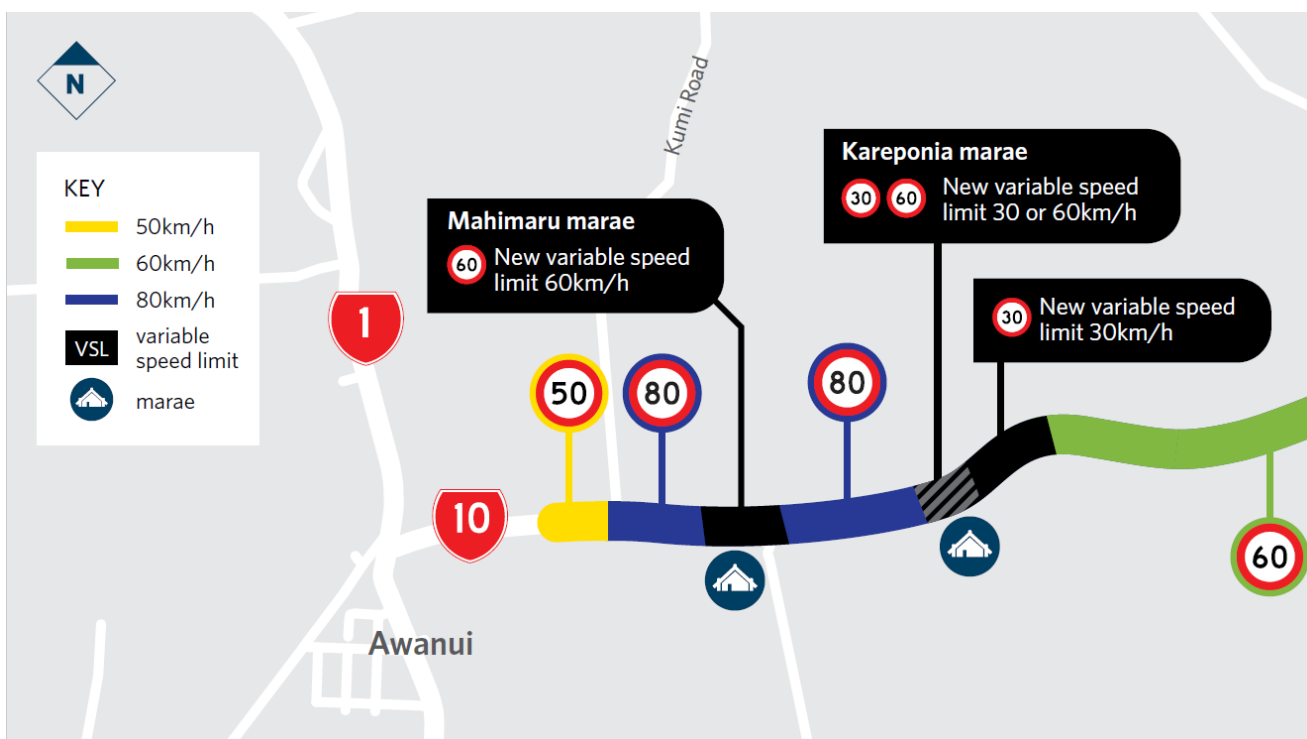 N
KEY
50km/h
60km/h
80km/h
VSL
variable
speed limit
marae
1
10
Awanui
Kumi Road
Mahimaru marae
60
New variable speed
limit 60km/h
Kareponia marae
30
60
New variable speed
limit 30 or 60km/h
30
New variable speed
limit 30km/h
50
80
80
60